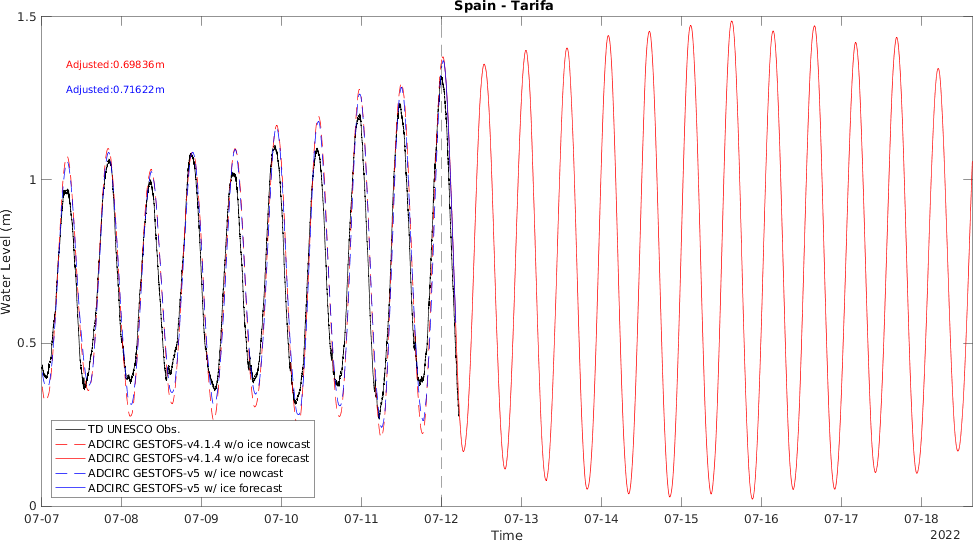 Spain - Tarifa
1.5
Adjusted:0.69836m
Adjusted:0.71622m
1
Water Level (m)
0.5
TD UNESCO Obs.
ADCIRC GESTOFS-v4.1.4 w/o ice nowcast
ADCIRC GESTOFS-v4.1.4 w/o ice forecast
ADCIRC GESTOFS-v5 w/ ice nowcast
ADCIRC GESTOFS-v5 w/ ice forecast
0
07-07 07-08 07-09 07-10 07-11 07-12 07-13 07-14 07-15 07-16 07-17 07-18
Time
2022